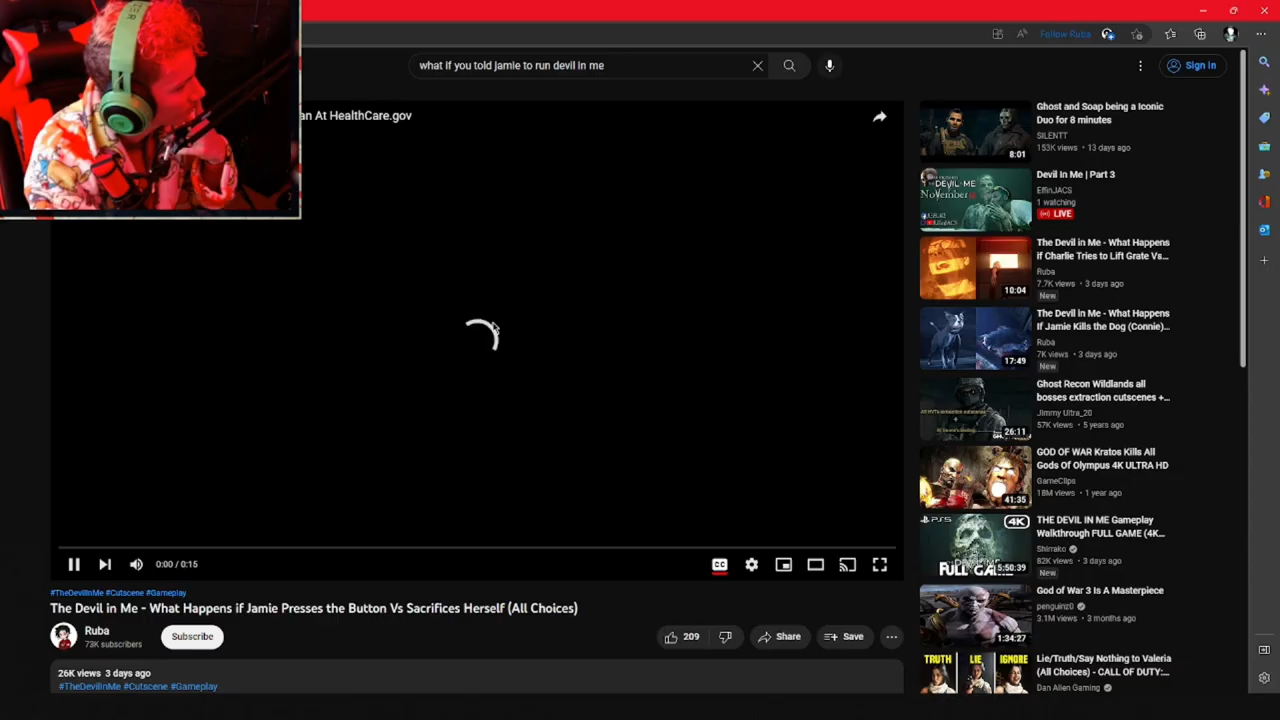 Follow Ruba
what if you told jamie to run devil in me
Sign in
an At HealthCare.gov
0:00 / 0:15
CC
#TheDevilInMe #Cutscene #Gameplay
The Devil in Me - What Happens if Jamie Presses the Button Vs Sacrifices Herself (All Choices)
Ruba
73K subscribers
Subscribe
209
Share
Save
26K views 3 days ago
#TheDevilInMe #Cutscene #Gameplay
8:01
Ghost and Soap being a Iconic
Duo for 8 minutes
SILENTT
153K views • 13 days ago
November
Devil In Me | Part 3
EffinJACS
1 watching
LIVE
10:04
The Devil in Me - What Happens
if Charlie Tries to Lift Grate Vs...
Ruba
7.7K views • 3 days ago
New
17:49
The Devil in Me - What Happens
If Jamie Kills the Dog (Connie)...
Ruba
7K views • 3 days ago
New
26:11
Ghost Recon Wildlands all
bosses extraction cutscenes +...
Jimmy Ultra_20
57K views • 5 years ago
41:35
GOD OF WAR Kratos Kills All
Gods Of Olympus 4K ULTRA HD
GameClips
18M views • 1 year ago
PS5
4K
FULL GAME
5:50:39
THE DEVIL IN ME Gameplay
Walkthrough FULL GAME (4K...
Shirrako
82K views • 3 days ago
New
1:34:27
God of War 3 Is A Masterpiece
penguinz0
3.1M views • 3 months ago
TRUTH
LIE
IGNORE
Lie/Truth/Say Nothing to Valeria
(All Choices) - CALL OF DUTY:...
Dan Allen Gaming